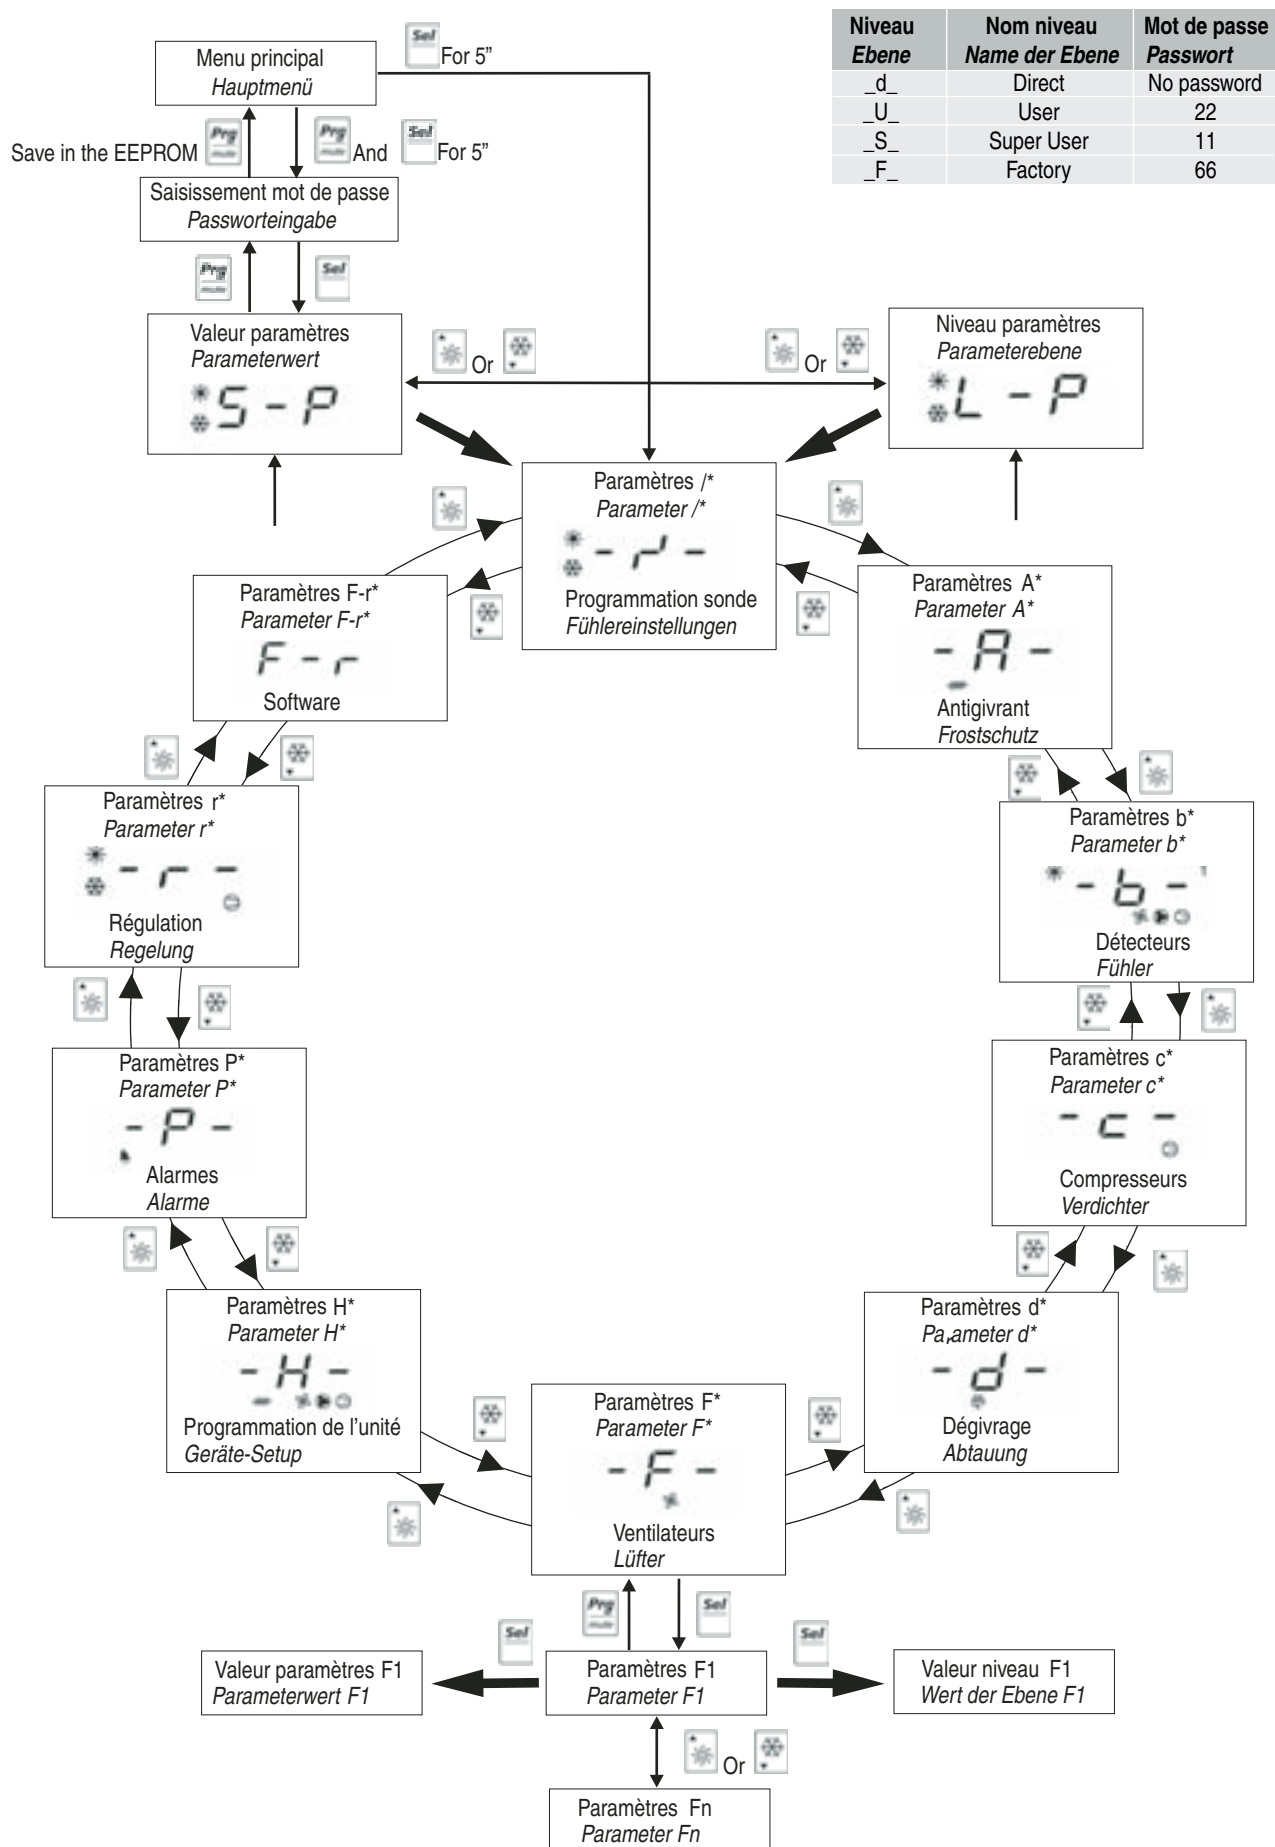 Niveau Nom niveau Mot de passe
Ebene Name der Ebene Passwort
_d_ Direct No password
_U_ User 22
_S_ Super User 11
_F_ Factory 66
Sel For 5”
Menu principal
Hauptmenü
Save in the EEPROM Prg mute Prg mute And Sel For 5”
Saisissement mot de passe
Passworteingabe
Prg mute Sel
Valeur paramètres
Parameterwert
S - P
Or
Or
Niveau paramètres
Parameterebene
L - P
Paramètres /*
Parameter /*
Programmation sonde
Fühlereinstellungen
Paramètres F-r*
Parameter F-r*
F - r
Software
Paramètres A*
Parameter A*
- A -
Antigivrant
Frostschutz
Paramètres r*
Parameter r*
- r -
Régulation
Regelung
Paramètres b*
Parameter b*
- b -
Détecteurs
Fühler
Paramètres P*
Parameter P*
- P -
Alarmes
Alarme
Paramètres c*
Parameter c*
- c -
Compresseurs
Verdichter
Paramètres H*
Parameter H*
- H -
Programmation de l’unité
Geräte-Setup
Paramètres d*
Parameter d*
- d -
Dégivrage
Abtauung
Paramètres F*
Parameter F*
- F -
Ventilateurs
Lüfter
Prg mute Sel
Sel
Sel
Valeur paramètres F1
Parameterwert F1
Paramètres F1
Parameter F1
Valeur niveau F1
Wert der Ebene F1
Or
Paramètres Fn
Parameter Fn